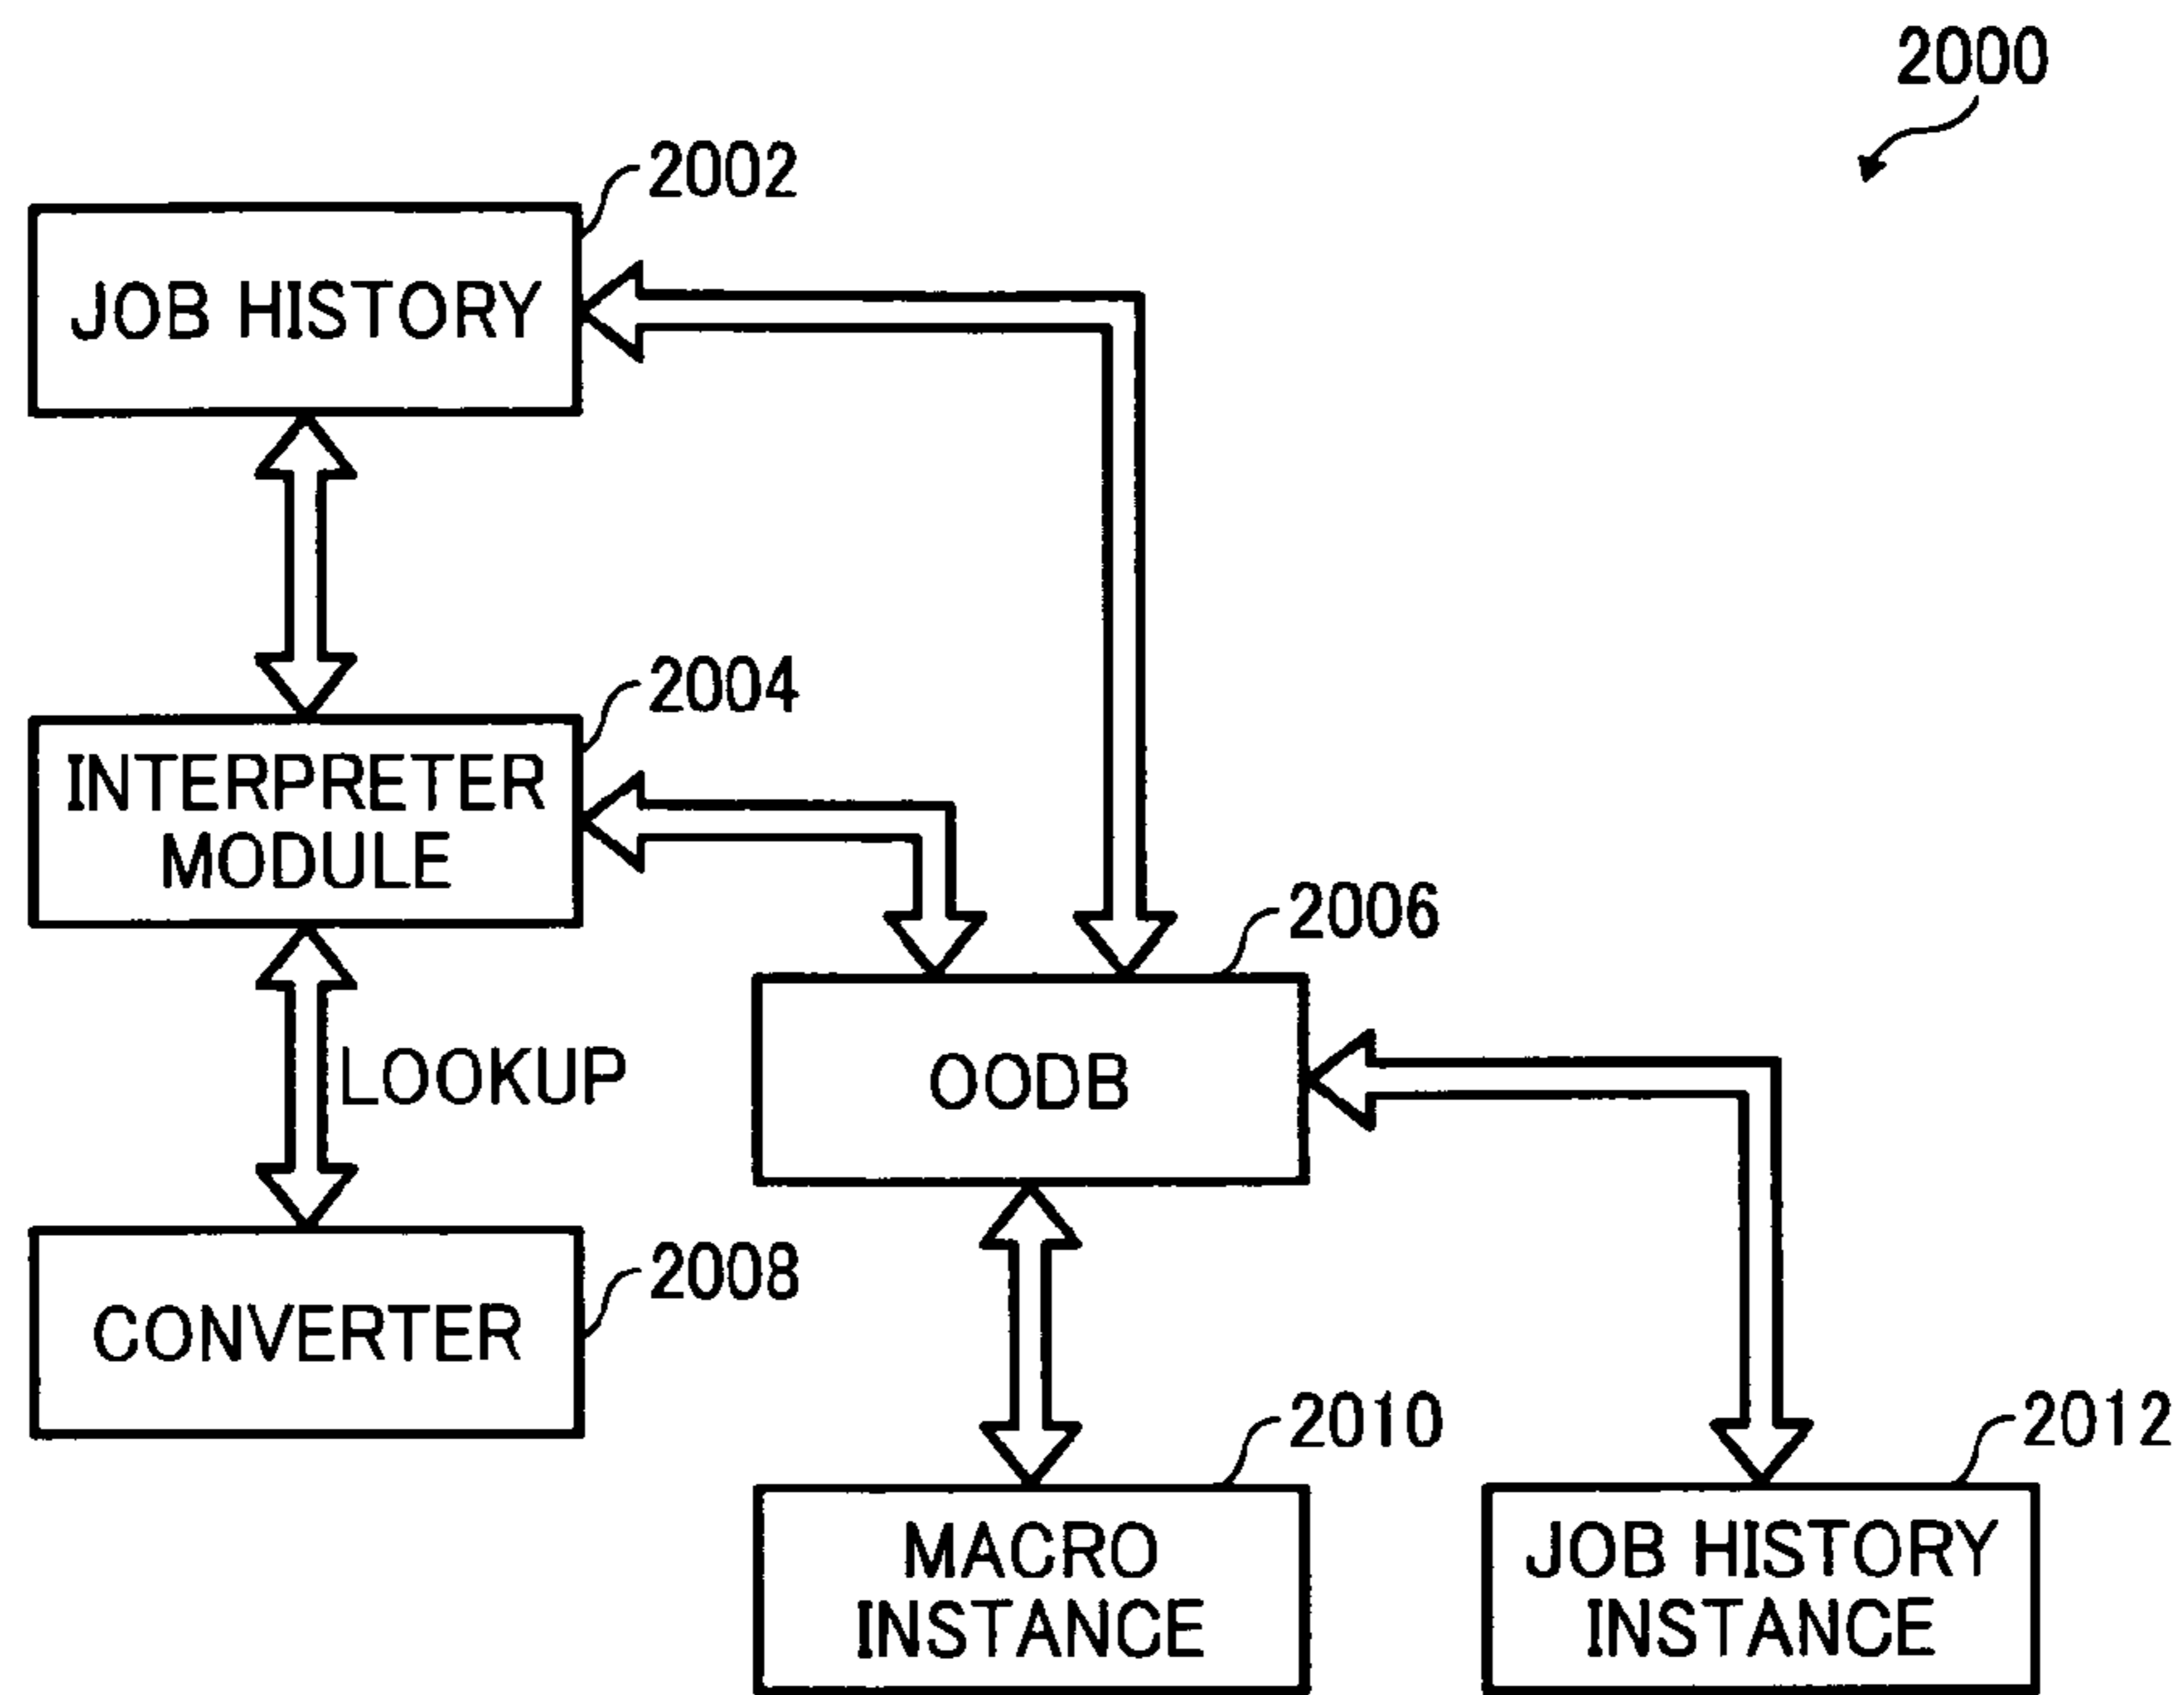 2000
2002
JOB HISTORY
2004
INTERPRETER
MODULE
2006
LOOKUP
OODB
2008
CONVERTER
2010
2012
MACRO
INSTANCE
JOB HISTORY
INSTANCE